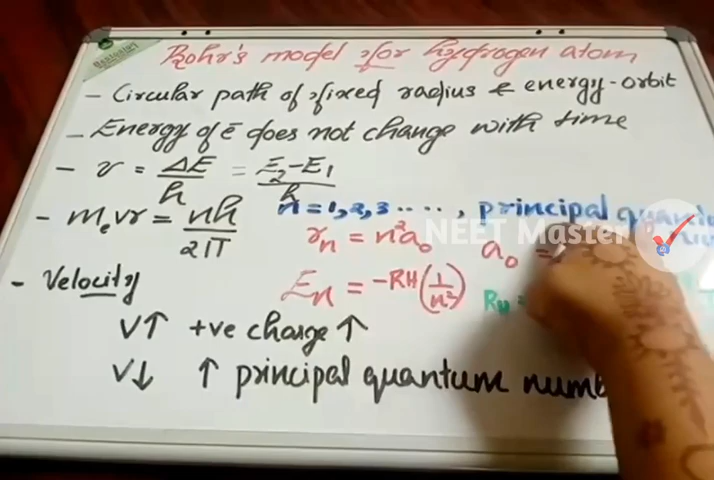 Bohr's model for hydrogen atom
- Circular path of fixed radius & energy-orbit
- Energy of ē does not change with time
- ν = ΔE/h = E₂-E₁/h
- mₑvr = nh/2π
n = 1, 2, 3 ....., principal
rₙ = n²a₀
a₀ =
Eₙ = -RH(1/n²)
R_H =
- Velocity
V↑ +ve charge ↑
V↓ ↑ principal quantum
NEET Master